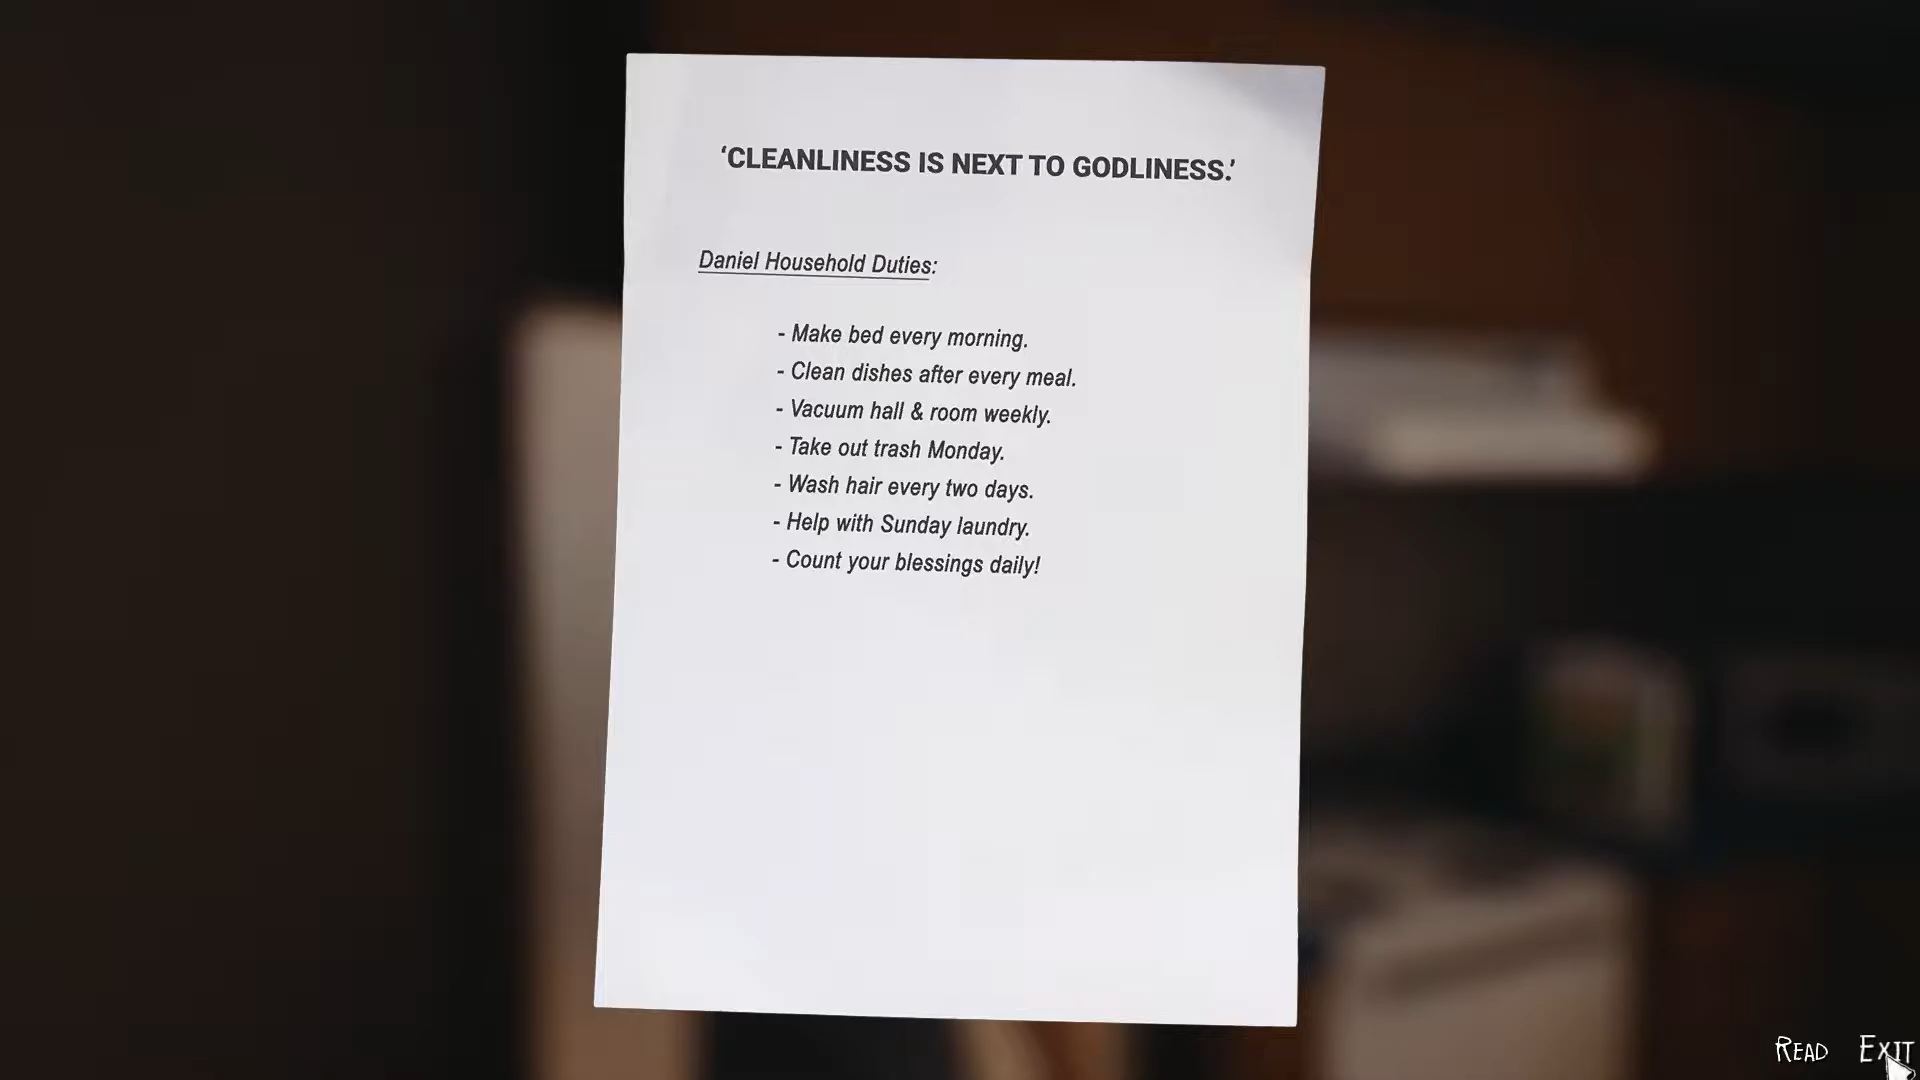 ‘CLEANLINESS IS NEXT TO GODLINESS.’
Daniel Household Duties:
- Make bed every morning.
- Clean dishes after every meal.
- Vacuum hall & room weekly.
- Take out trash Monday.
- Wash hair every two days.
- Help with Sunday laundry.
- Count your blessings daily!
READ EXIT